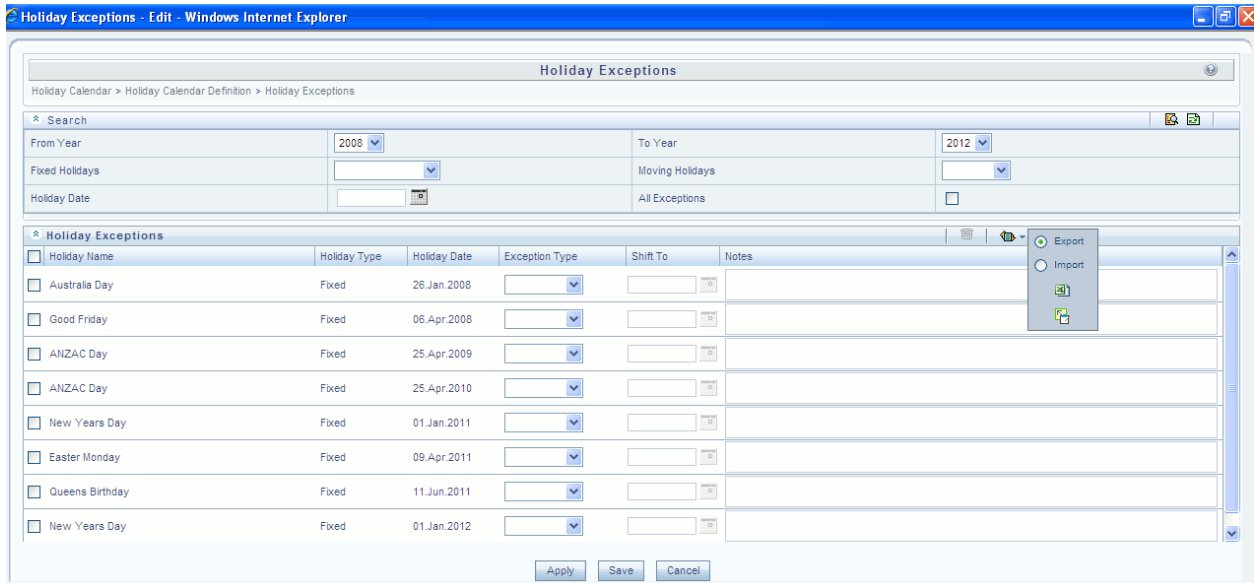 Holiday Exceptions - Edit - Windows Internet Explorer
Holiday Exceptions
Holiday Calendar > Holiday Calendar Definition > Holiday Exceptions
Search
From Year 2008 To Year 2012
Fixed Holidays Moving Holidays
Holiday Date All Exceptions
Holiday Exceptions
Export
Import
Holiday Name Holiday Type Holiday Date Exception Type Shift To Notes
Australia Day Fixed 26.Jan.2008
Good Friday Fixed 06.Apr.2008
ANZAC Day Fixed 25.Apr.2009
ANZAC Day Fixed 25.Apr.2010
New Years Day Fixed 01.Jan.2011
Easter Monday Fixed 09.Apr.2011
Queens Birthday Fixed 11.Jun.2011
New Years Day Fixed 01.Jan.2012
Apply Save Cancel